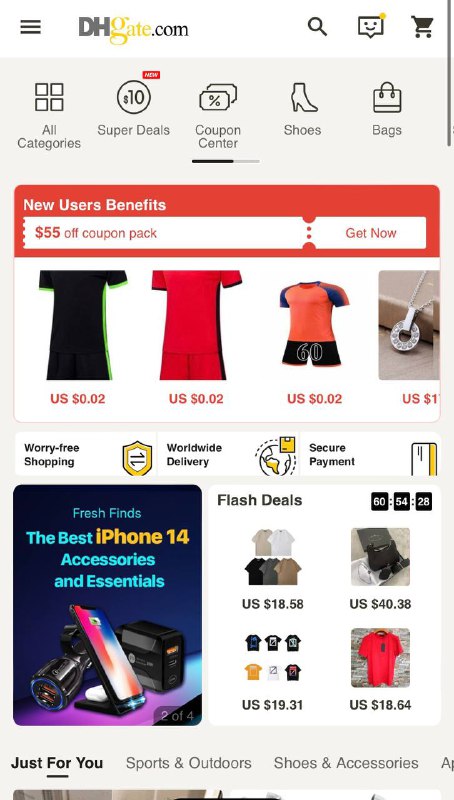 DHgate.com
NEW
$10
%
All
Categories
Super Deals
Coupon
Center
Shoes
Bags
New Users Benefits
$55 off coupon pack
Get Now
60
US $0.02
US $0.02
US $0.02
US $1
Worry-free
Shopping
Worldwide
Delivery
Secure
Payment
Fresh Finds
The Best iPhone 14
Accessories
and Essentials
2 of 4
Flash Deals
60:54:28
US $18.58
US $40.38
US $19.31
US $18.64
Just For You
Sports & Outdoors
Shoes & Accessories
Ap